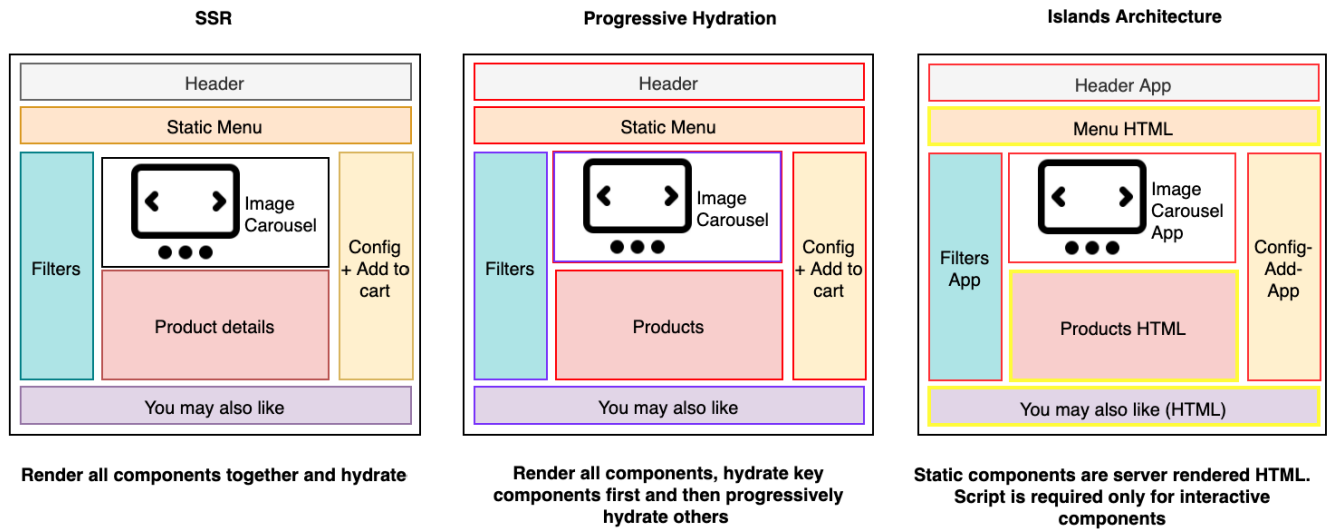 SSR
Header
Static Menu
Filters
Image
Carousel
Config
+ Add to
cart
Product details
You may also like
Render all components together and hydrate
Progressive Hydration
Header
Static Menu
Filters
Image
Carousel
Config
+ Add to
cart
Products
You may also like
Render all components, hydrate key
components first and then progressively
hydrate others
Islands Architecture
Header App
Menu HTML
Filters
App
Image
Carousel
App
Config-
Add-
App
Products HTML
You may also like (HTML)
Static components are server rendered HTML.
Script is required only for interactive
components